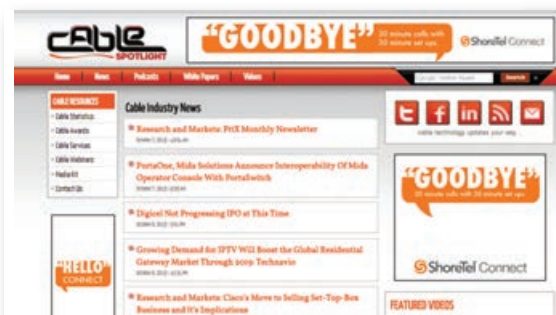 cable
SPOTLIGHT
"GOODBYE"
30 minute calls with
30 minute set ups.
ShoreTel Connect
Home
News
Podcasts
White Papers
Videos
Search
CABLE RESOURCES
Cable Statistics
Cable Awards
Cable Services
Cable Webinars
Media Kit
Contact Us
"HELLO"
CONNECT
Cable Industry News
Research and Markets: PriX Monthly Newsletter
PortaOne, Mida Solutions Announce Interoperability Of Mida
Operator Console With PortaSwitch
Digicel Not Progressing IPO at This Time
Growing Demand for IPTV Will Boost the Global Residential
Gateway Market Through 2019: Technavio
Research and Markets: Cisco's Move to Selling Set-Top-Box
Business and It's Implications
cable technology updates your way...
"GOODBYE"
30 minute calls with 30 minute set ups.
ShoreTel Connect
FEATURED VIDEOS